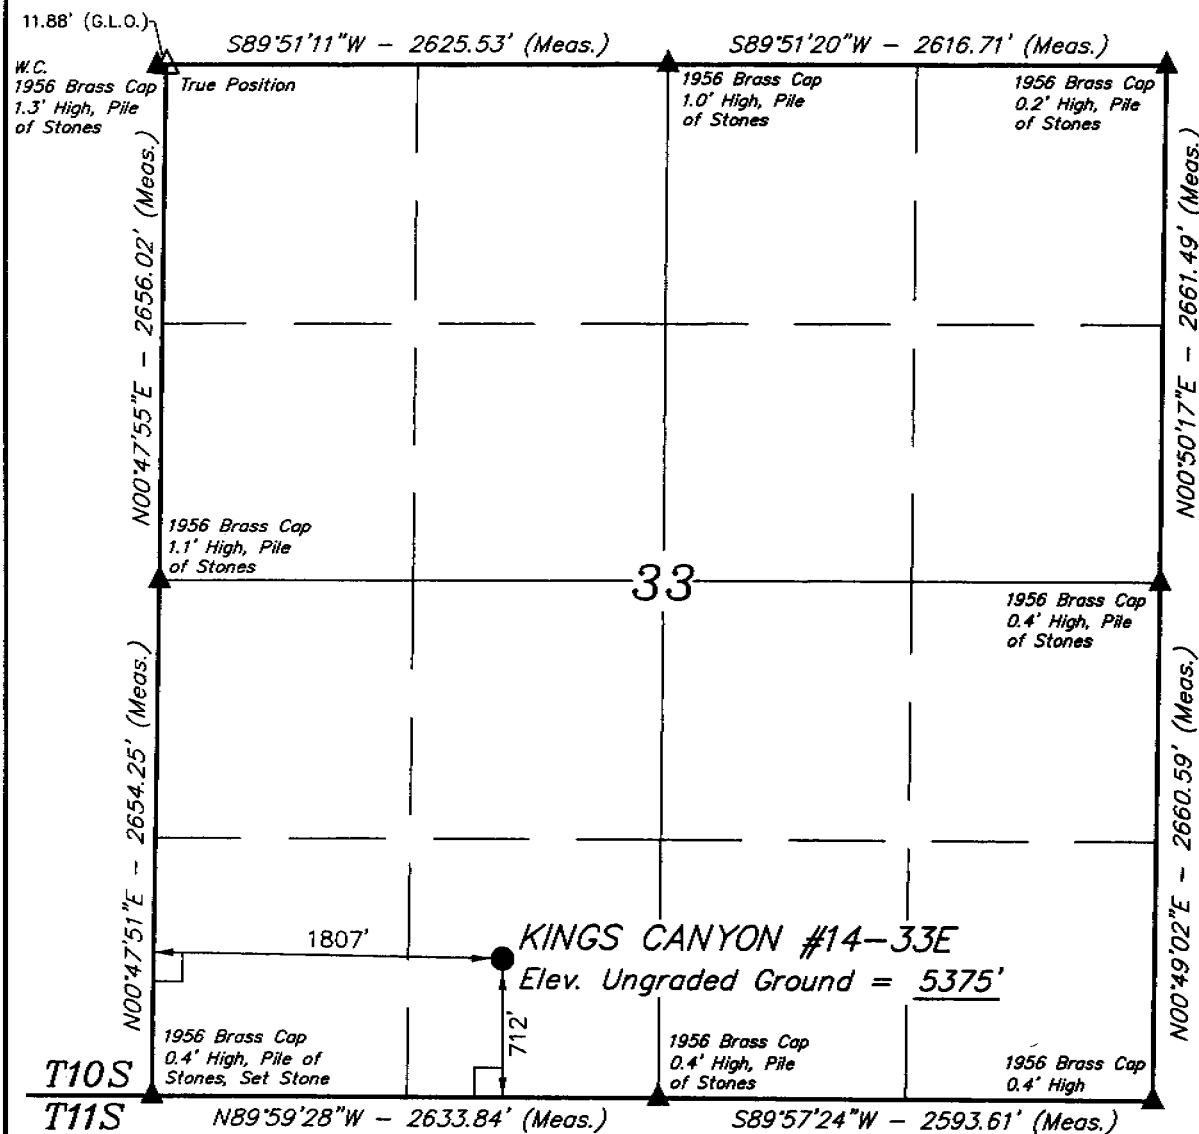 11.88' (G.L.O.)
S89°51'11"W - 2625.53' (Meas.)
S89°51'20"W - 2616.71' (Meas.)
W.C.
1956 Brass Cap
1.3' High, Pile
of Stones
True Position
1956 Brass Cap
1.0' High, Pile
of Stones
1956 Brass Cap
0.2' High, Pile
of Stones
N00°47'55"E - 2656.02' (Meas.)
N00°50'17"E - 2661.49' (Meas.)
1956 Brass Cap
1.1' High, Pile
of Stones
33
1956 Brass Cap
0.4' High, Pile
of Stones
N00°47'51"E - 2654.25' (Meas.)
N00°49'02"E - 2660.59' (Meas.)
1807'
KINGS CANYON #14-33E
Elev. Ungraded Ground = 5375'
712'
1956 Brass Cap
0.4' High, Pile of
Stones, Set Stone
1956 Brass Cap
0.4' High, Pile
of Stones
1956 Brass Cap
0.4' High
T10S
T11S
N89°59'28"W - 2633.84' (Meas.)
S89°57'24"W - 2593.61' (Meas.)